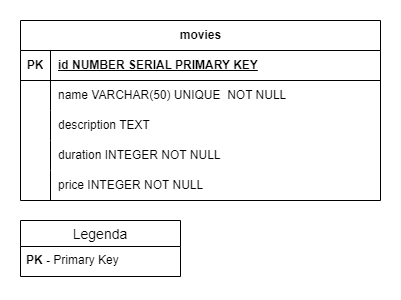 movies
PK id NUMBER SERIAL PRIMARY KEY
name VARCHAR(50) UNIQUE NOT NULL
description TEXT
duration INTEGER NOT NULL
price INTEGER NOT NULL
Legenda
PK - Primary Key